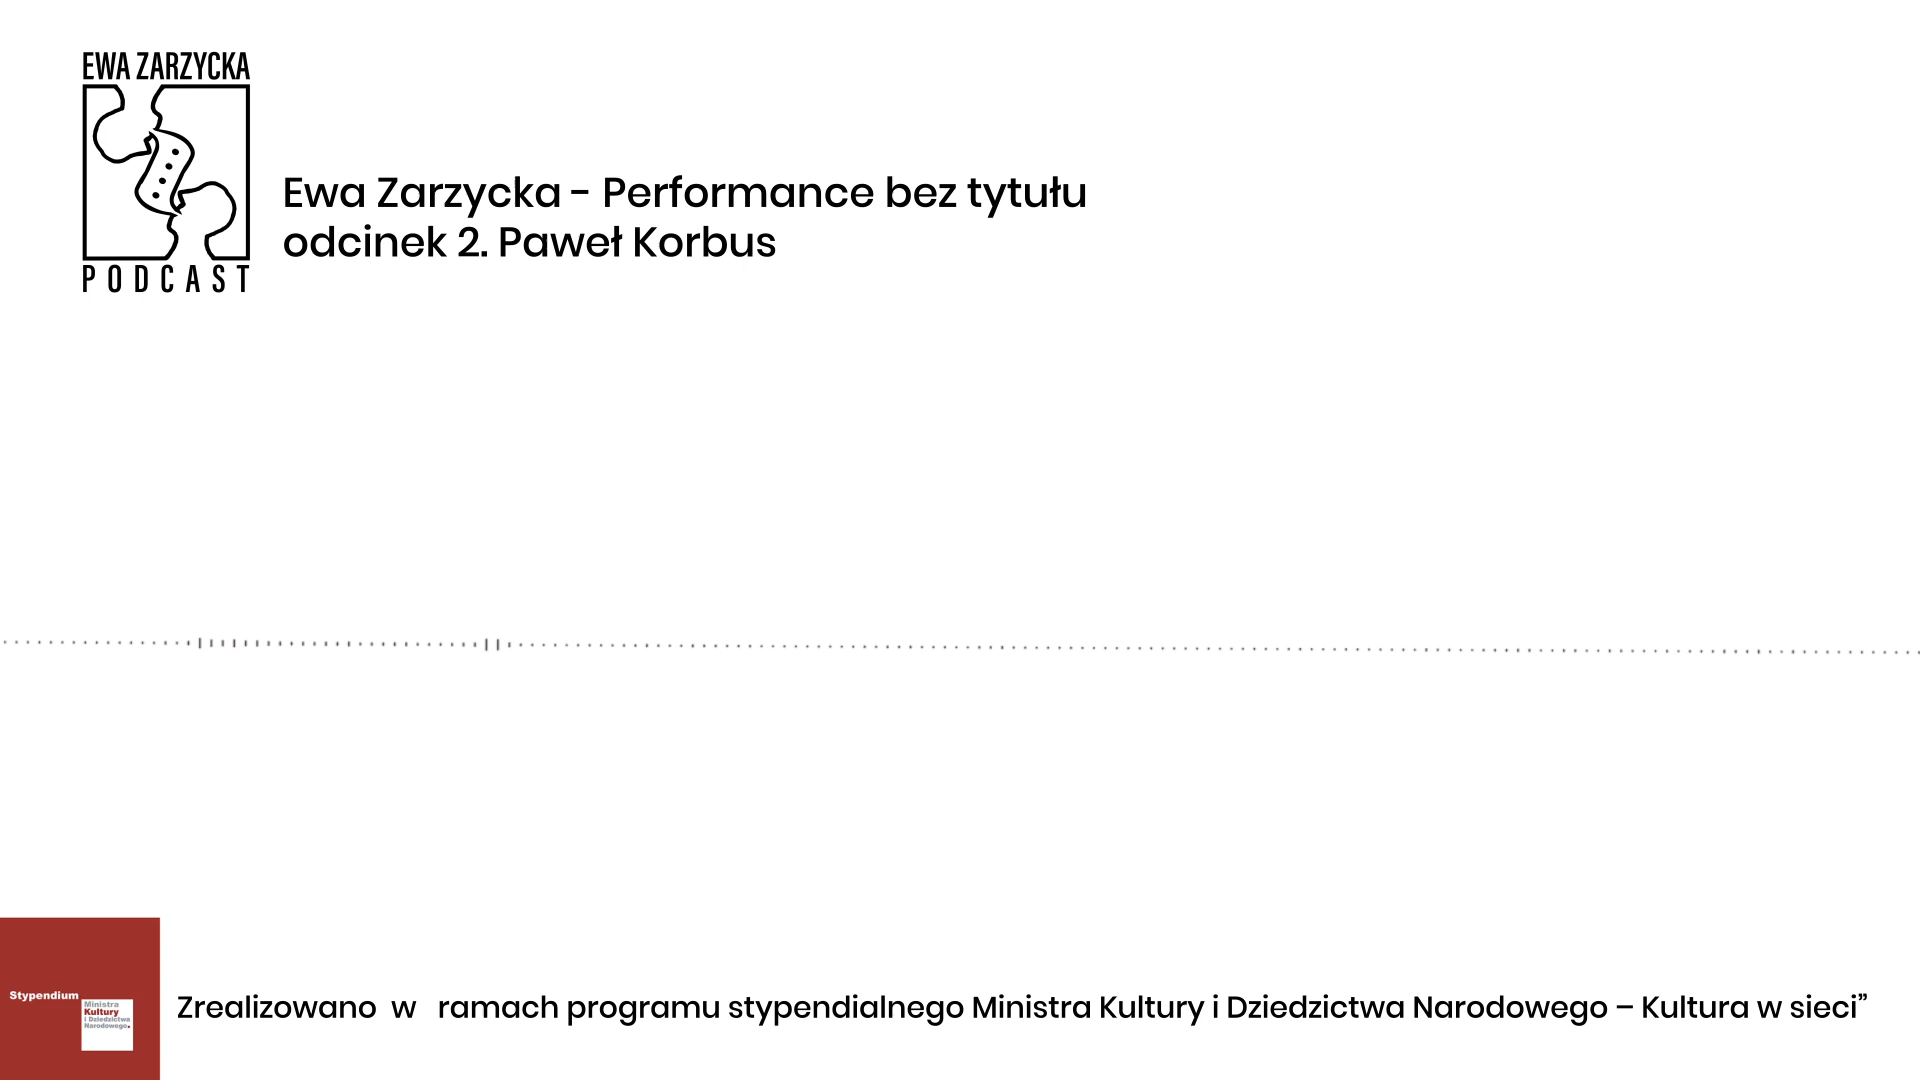 EWA ZARZYCKA
PODCAST
Ewa Zarzycka - Performance bez tytułu
odcinek 2. Paweł Korbus
Stypendium
Ministra
Kultury
i Dziedzictwa
Narodowego.
Zrealizowano w ramach programu stypendialnego Ministra Kultury i Dziedzictwa Narodowego – Kultura w sieci”